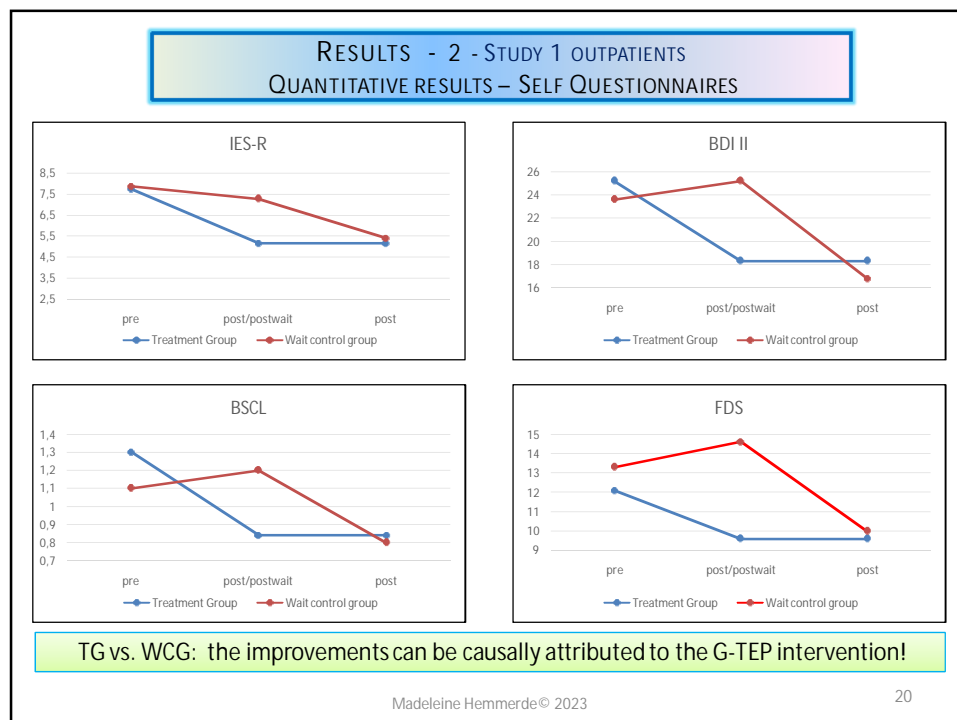 RESULTS - 2 - STUDY 1 OUTPATIENTS
QUANTITATIVE RESULTS – SELF QUESTIONNAIRES
IES-R
8,5
7,5
6,5
5,5
4,5
3,5
2,5
pre post/postwait post
Treatment Group Wait control group
BDI II
26
24
22
20
18
16
pre post/postwait post
Treatment Group Wait control group
BSCL
1,4
1,3
1,2
1,1
1
0,9
0,8
0,7
pre post/postwait post
Treatment Group Wait control group
FDS
15
14
13
12
11
10
9
pre post/postwait post
Treatment Group Wait control group
TG vs. WCG: the improvements can be causally attributed to the G-TEP intervention!
Madeleine Hemmerde© 2023
20